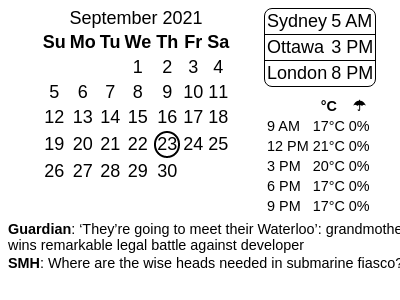 September 2021
Su Mo Tu We Th Fr Sa
1 2 3 4
5 6 7 8 9 10 11
12 13 14 15 16 17 18
19 20 21 22 23 24 25
26 27 28 29 30
Sydney 5 AM
Ottawa 3 PM
London 8 PM
°C ☂
9 AM 17°C 0%
12 PM 21°C 0%
3 PM 20°C 0%
6 PM 17°C 0%
9 PM 17°C 0%
Guardian: ‘They’re going to meet their Waterloo’: grandmothe
wins remarkable legal battle against developer
SMH: Where are the wise heads needed in submarine fiasco?